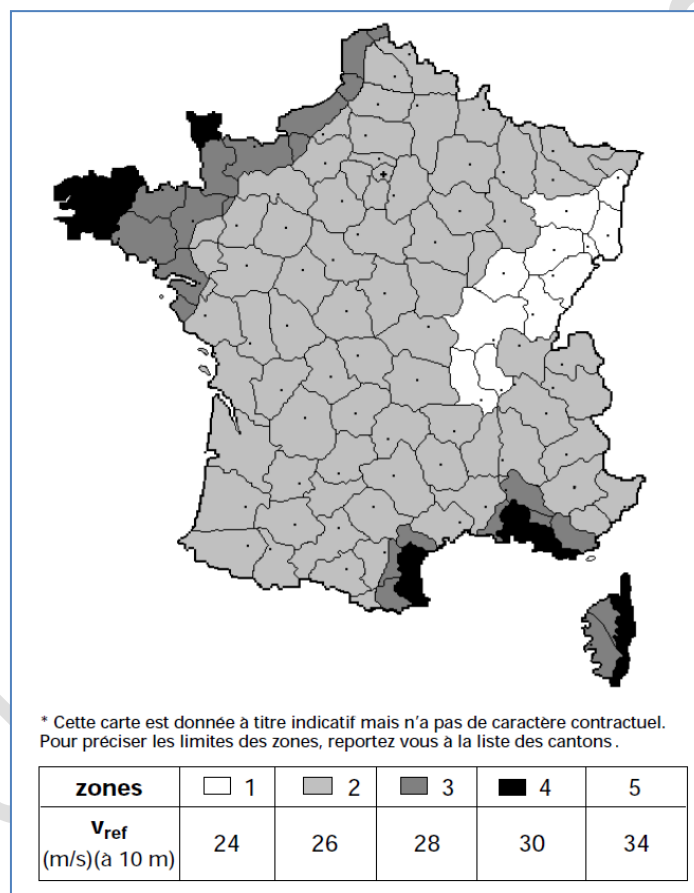 * Cette carte est donnée à titre indicatif mais n'a pas de caractère contractuel.
Pour préciser les limites des zones, reportez vous à la liste des cantons.
zones 1 2 3 4 5
Vref 24 26 28 30 34
(m/s)(à 10 m)